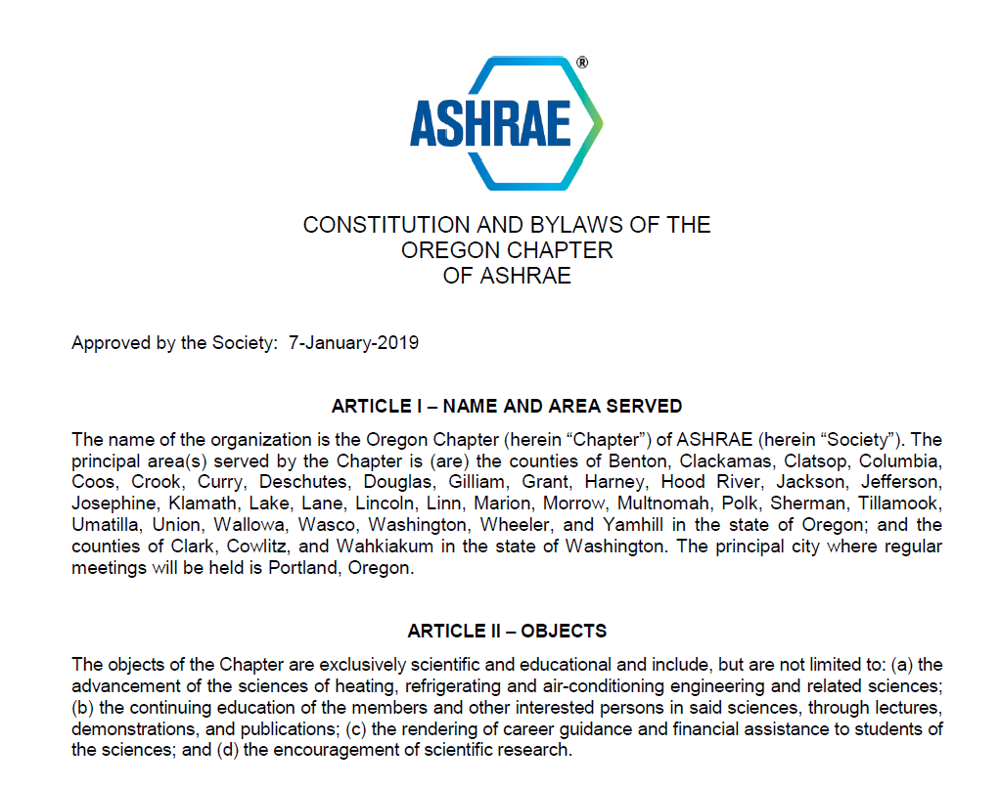 ASHRAE®
CONSTITUTION AND BYLAWS OF THE
OREGON CHAPTER
OF ASHRAE
Approved by the Society:  7-January-2019
ARTICLE I – NAME AND AREA SERVED
The name of the organization is the Oregon Chapter (herein “Chapter”) of ASHRAE (herein “Society”). The
principal area(s) served by the Chapter is (are) the counties of Benton, Clackamas, Clatsop, Columbia,
Coos, Crook, Curry, Deschutes, Douglas, Gilliam, Grant, Harney, Hood River, Jackson, Jefferson,
Josephine, Klamath, Lake, Lane, Lincoln, Linn, Marion, Morrow, Multnomah, Polk, Sherman, Tillamook,
Umatilla, Union, Wallowa, Wasco, Washington, Wheeler, and Yamhill in the state of Oregon; and the
counties of Clark, Cowlitz, and Wahkiakum in the state of Washington. The principal city where regular
meetings will be held is Portland, Oregon.
ARTICLE II – OBJECTS
The objects of the Chapter are exclusively scientific and educational and include, but are not limited to: (a) the
advancement of the sciences of heating, refrigerating and air-conditioning engineering and related sciences;
(b) the continuing education of the members and other interested persons in said sciences, through lectures,
demonstrations, and publications; (c) the rendering of career guidance and financial assistance to students of
the sciences; and (d) the encouragement of scientific research.